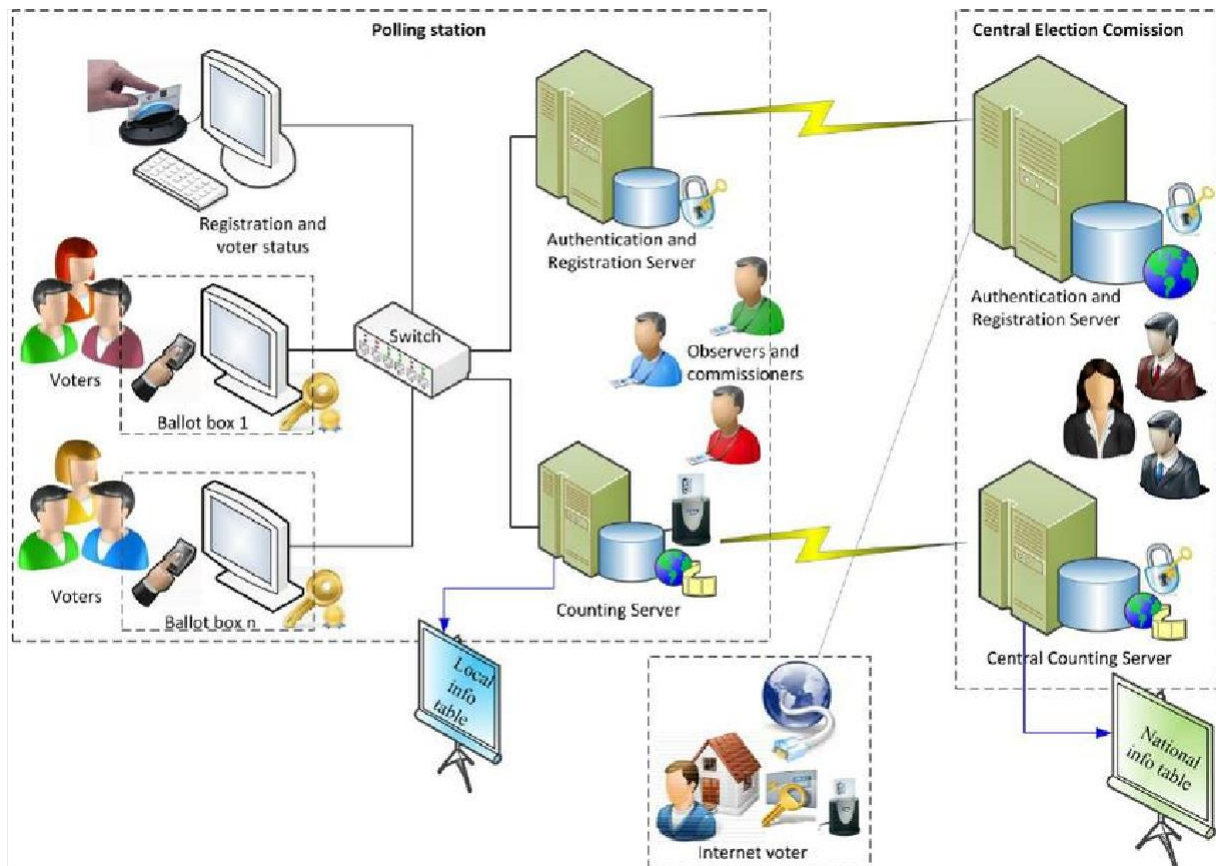 Polling station
Central Election Comission
Registration and
voter status
Authentication and
Registration Server
Authentication and
Registration Server
Switch
Observers and
commissioners
Voters
Ballot box 1
Voters
Ballot box n
Counting Server
Central Counting Server
Local
info
table
National
info table
Internet voter